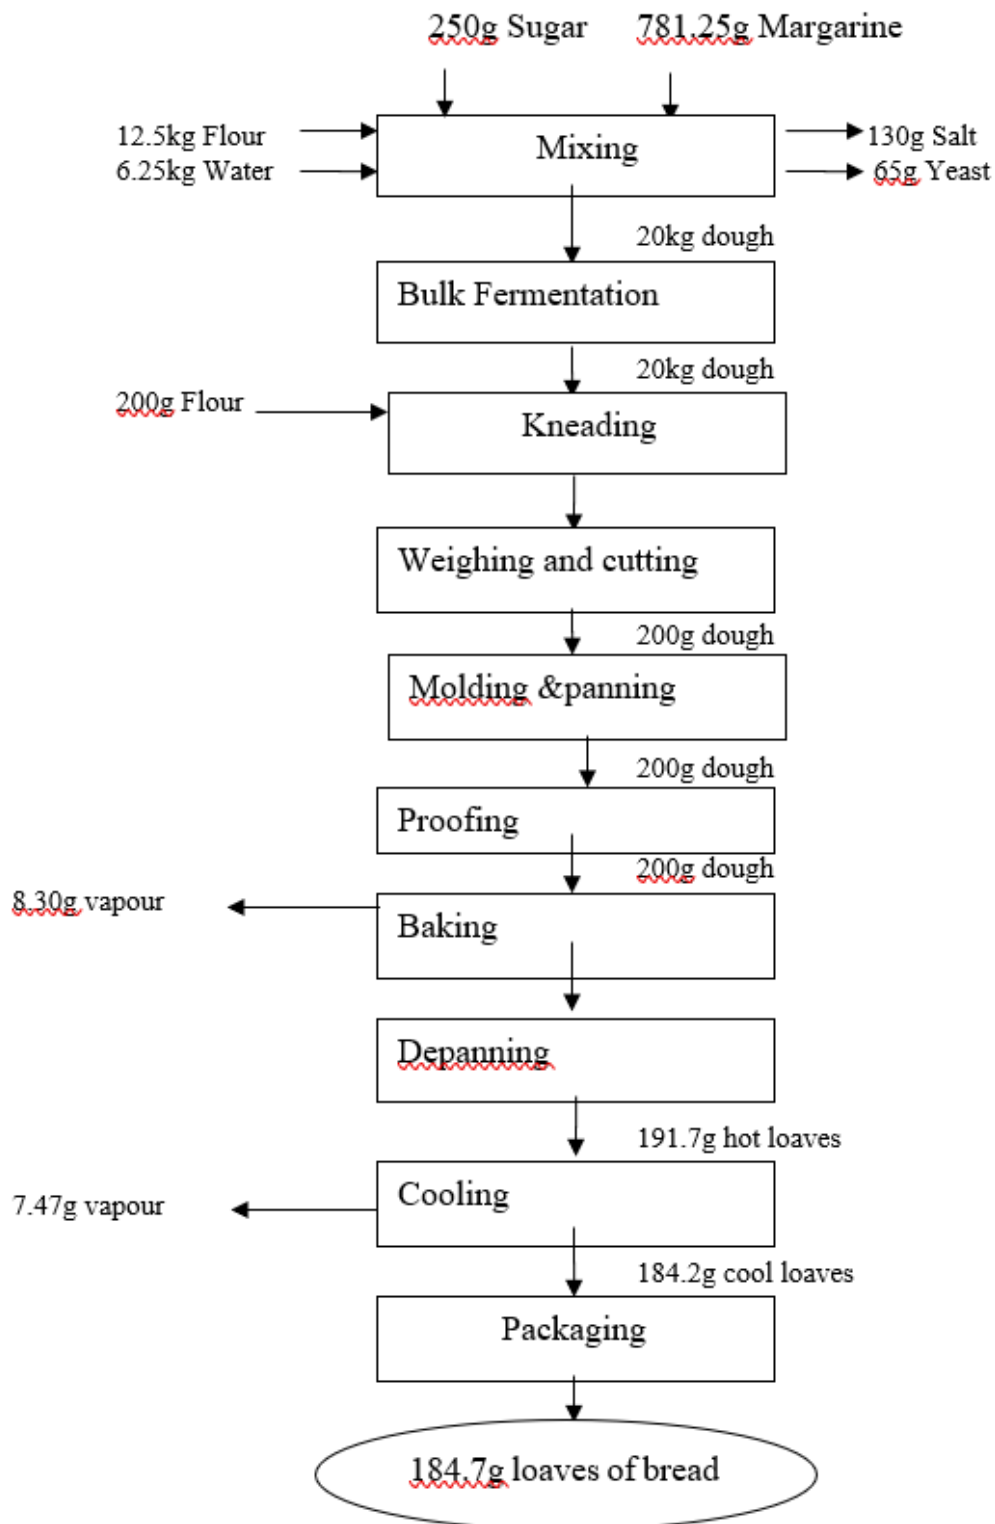 250g Sugar 781.25g Margarine
12.5kg Flour
6.25kg Water
Mixing
130g Salt
65g Yeast
20kg dough
Bulk Fermentation
20kg dough
200g Flour
Kneading
Weighing and cutting
200g dough
Molding &panning
200g dough
Proofing
200g dough
8.30g vapour
Baking
Depanning
191.7g hot loaves
Cooling
7.47g vapour
184.2g cool loaves
Packaging
184.7g loaves of bread